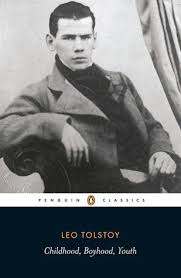 PENGUIN CLASSICS
LEO TOLSTOY
Childhood, Boyhood, Youth